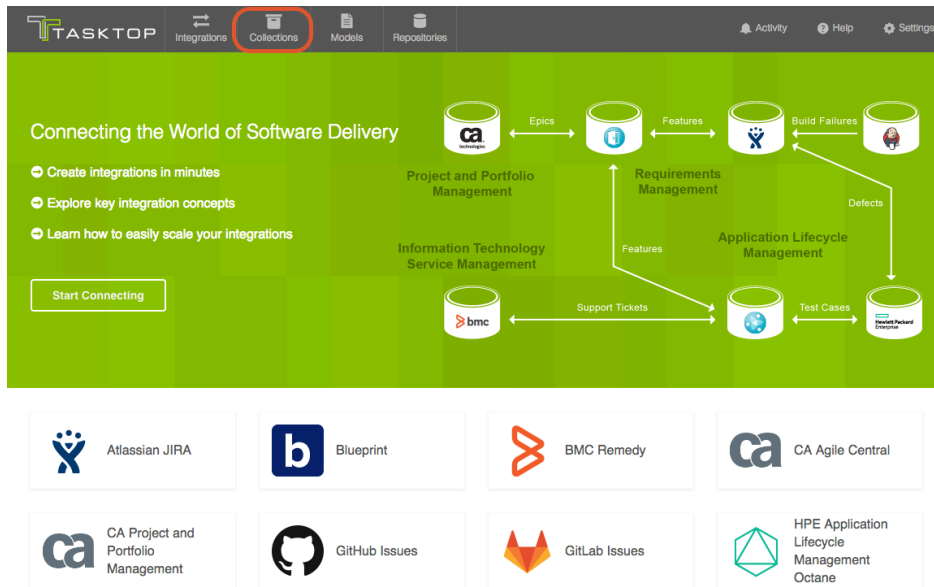 TASKTOP
Integrations
Collections
Models
Repositories
Activity
Help
Settings
Connecting the World of Software Delivery
Create integrations in minutes
Explore key integration concepts
Learn how to easily scale your integrations
Start Connecting
ca
technologies
Epics
Features
Build Failures
Project and Portfolio
Management
Requirements
Management
Defects
Information Technology
Service Management
Features
Application Lifecycle
Management
bmc
Support Tickets
Test Cases
Hewlett Packard
Enterprise
Atlassian JIRA
b
Blueprint
BMC Remedy
ca
CA Agile Central
ca
CA Project and
Portfolio
Management
GitHub Issues
GitLab Issues
HPE Application
Lifecycle
Management
Octane